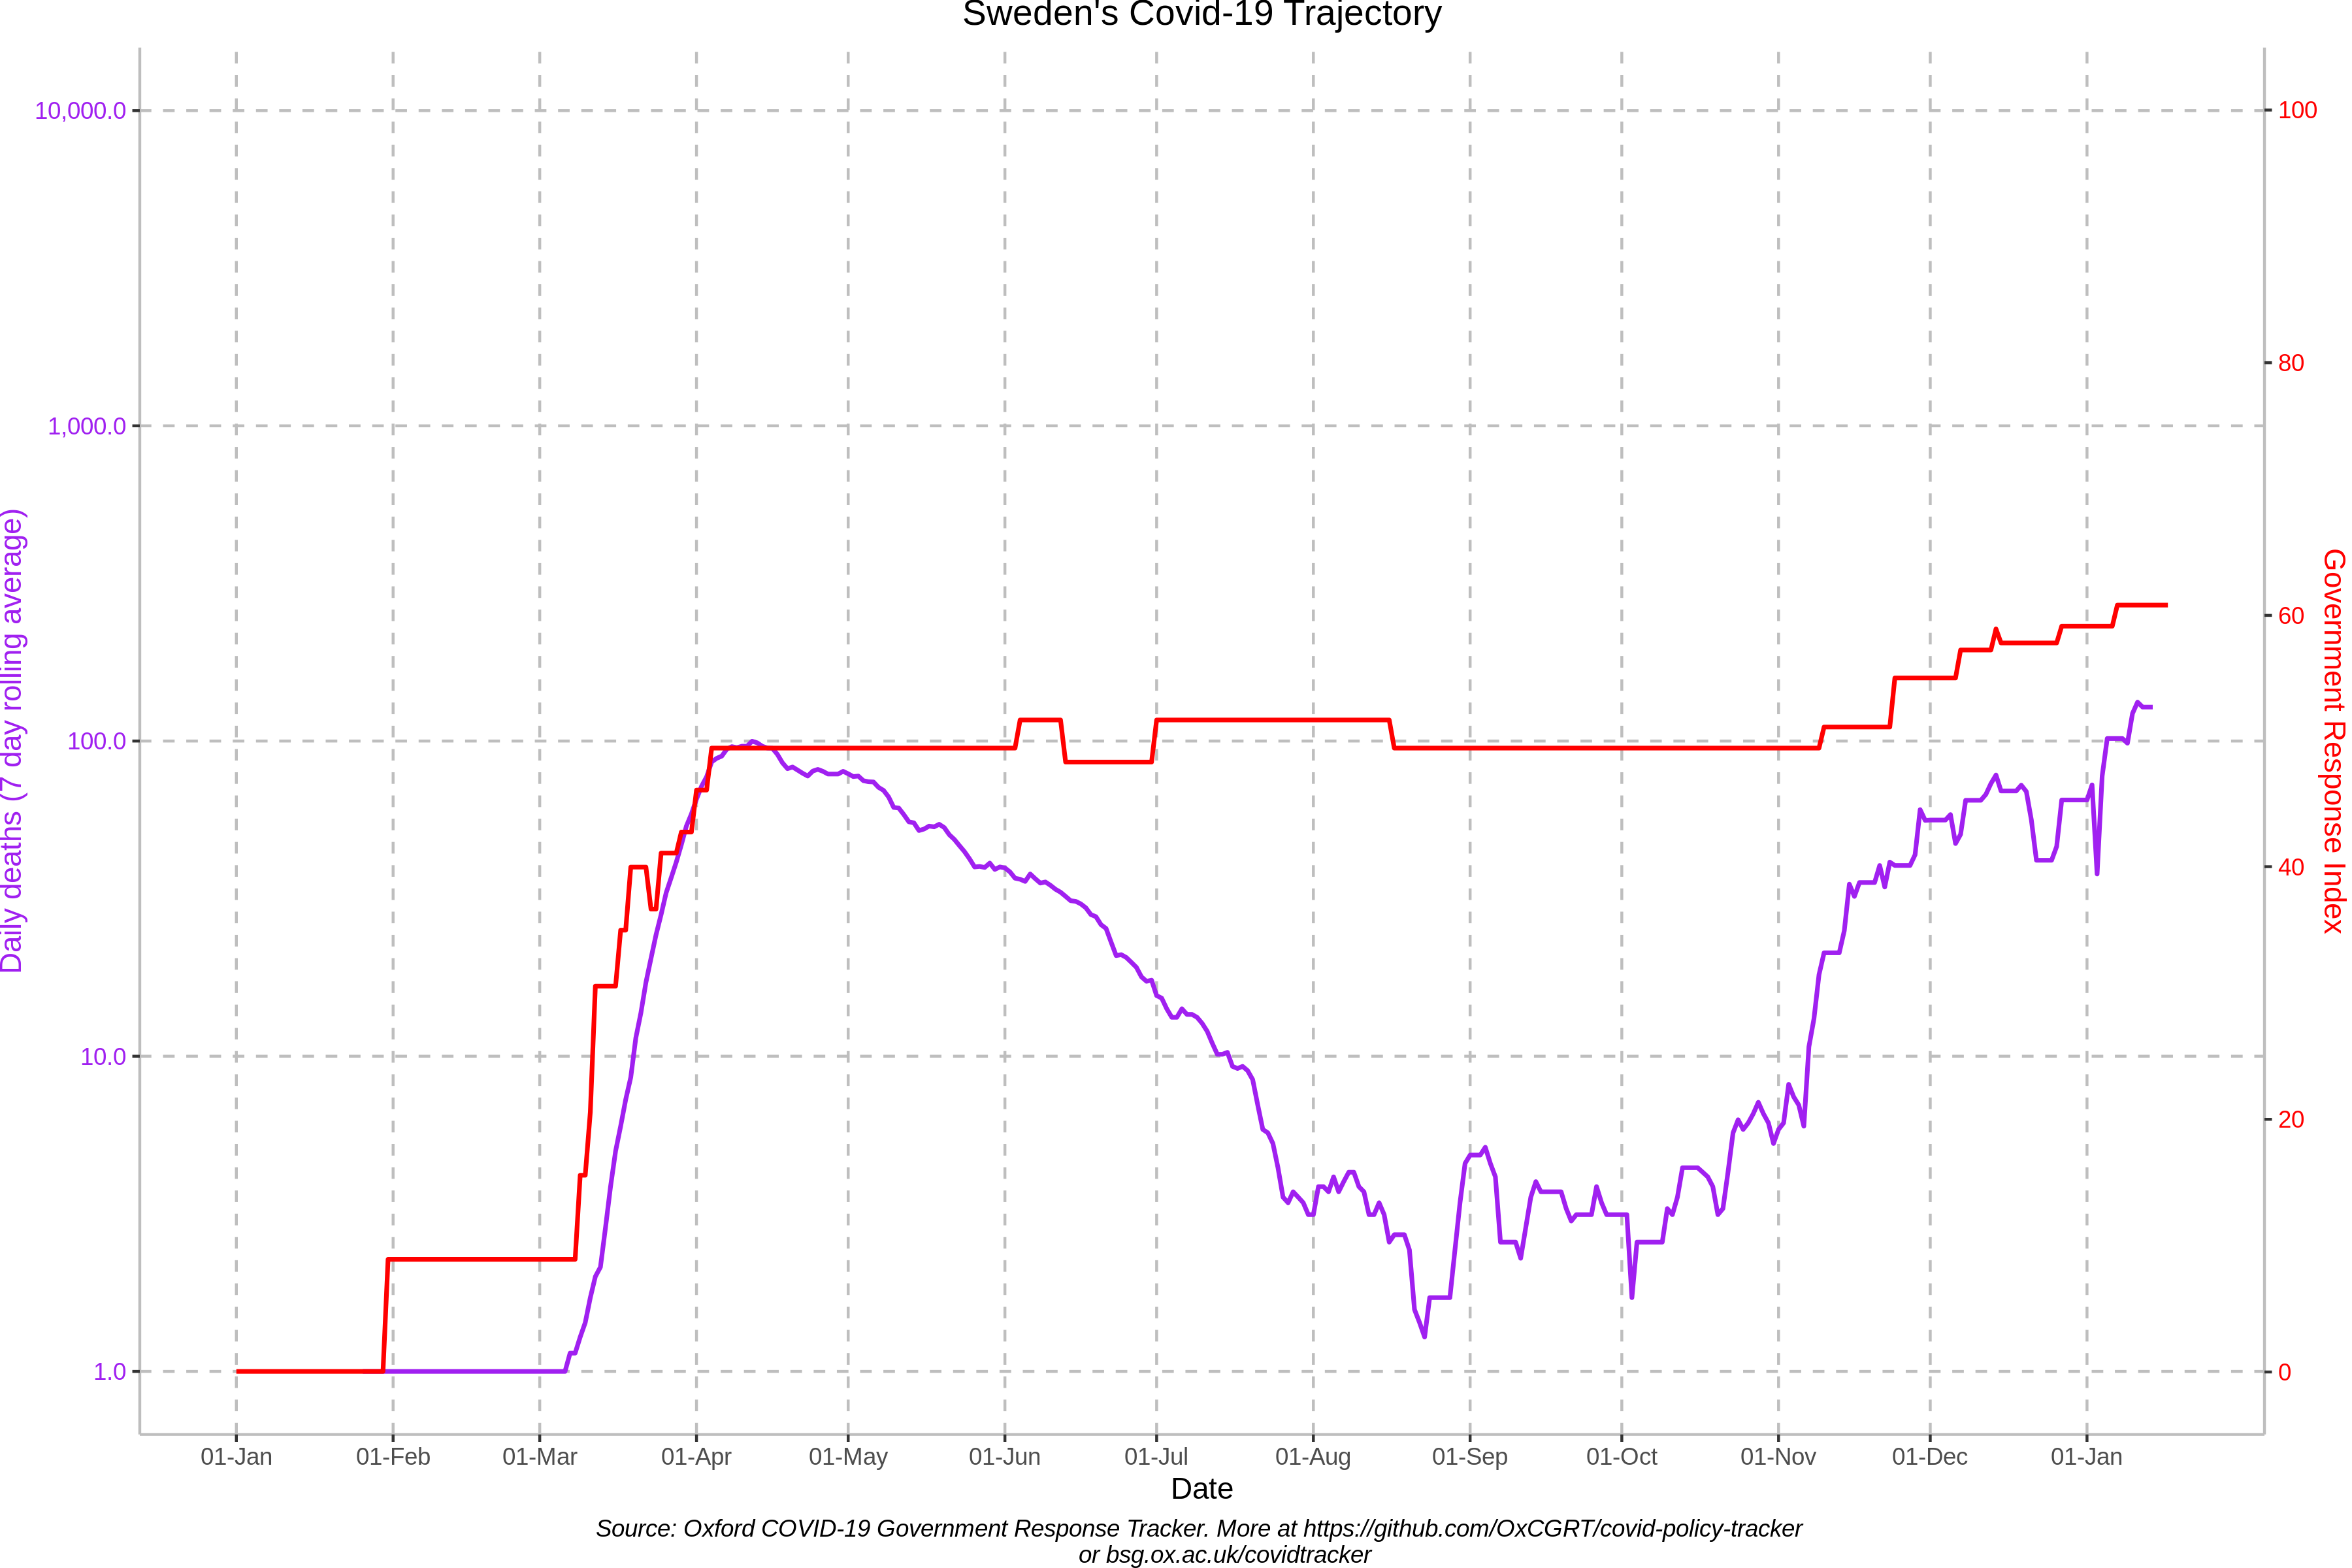 Sweden's Covid-19 Trajectory
10,000.0
1,000.0
100.0
10.0
1.0
Daily deaths (7 day rolling average)
100
80
60
40
20
0
Government Response Index
01-Jan 01-Feb 01-Mar 01-Apr 01-May 01-Jun 01-Jul 01-Aug 01-Sep 01-Oct 01-Nov 01-Dec 01-Jan
Date
Source: Oxford COVID-19 Government Response Tracker. More at https://github.com/OxCGRT/covid-policy-tracker
or bsg.ox.ac.uk/covidtracker